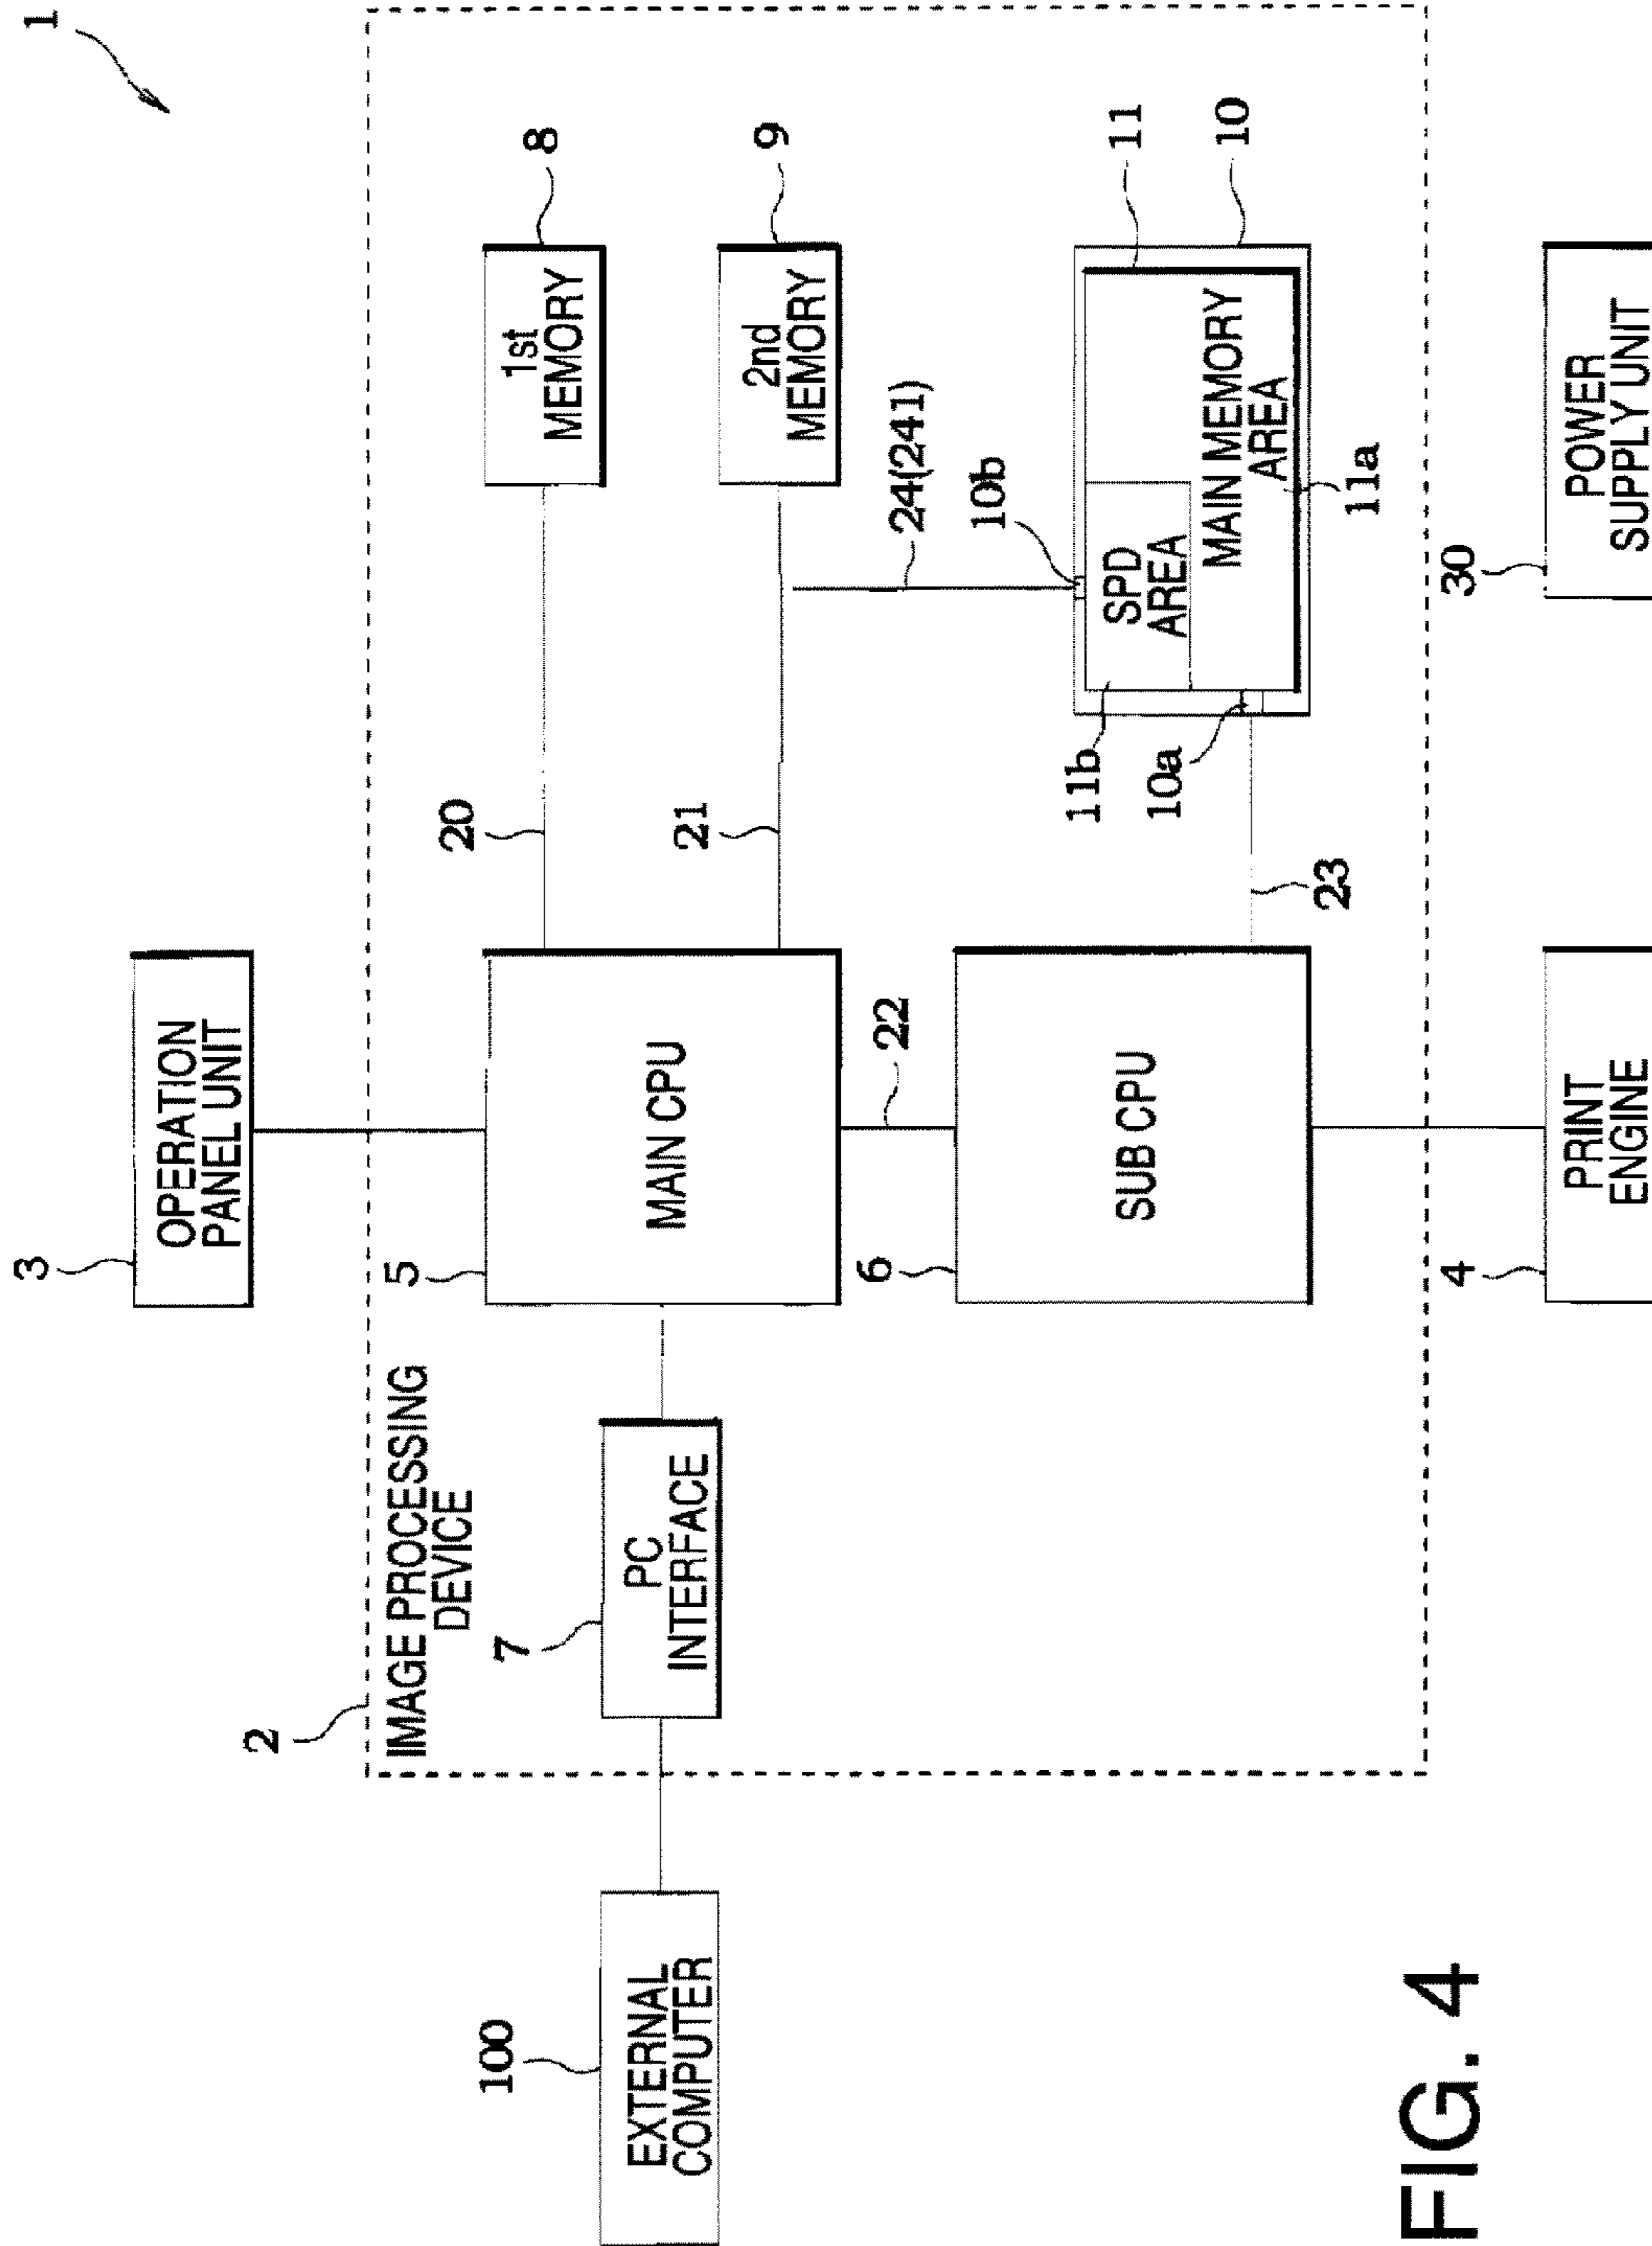 1
3
OPERATION
PANEL UNIT
2
IMAGE PROCESSING
DEVICE
100
EXTERNAL
COMPUTER
7
PC
INTERFACE
5
MAIN CPU
20
1st
MEMORY
8
21
2nd
MEMORY
9
22
24(241)
6
SUB CPU
10b
11b
SPD
AREA
11
10a
MAIN MEMORY
AREA
10
23
11a
4
PRINT
ENGINE
30
POWER
SUPPLY UNIT
FIG. 4